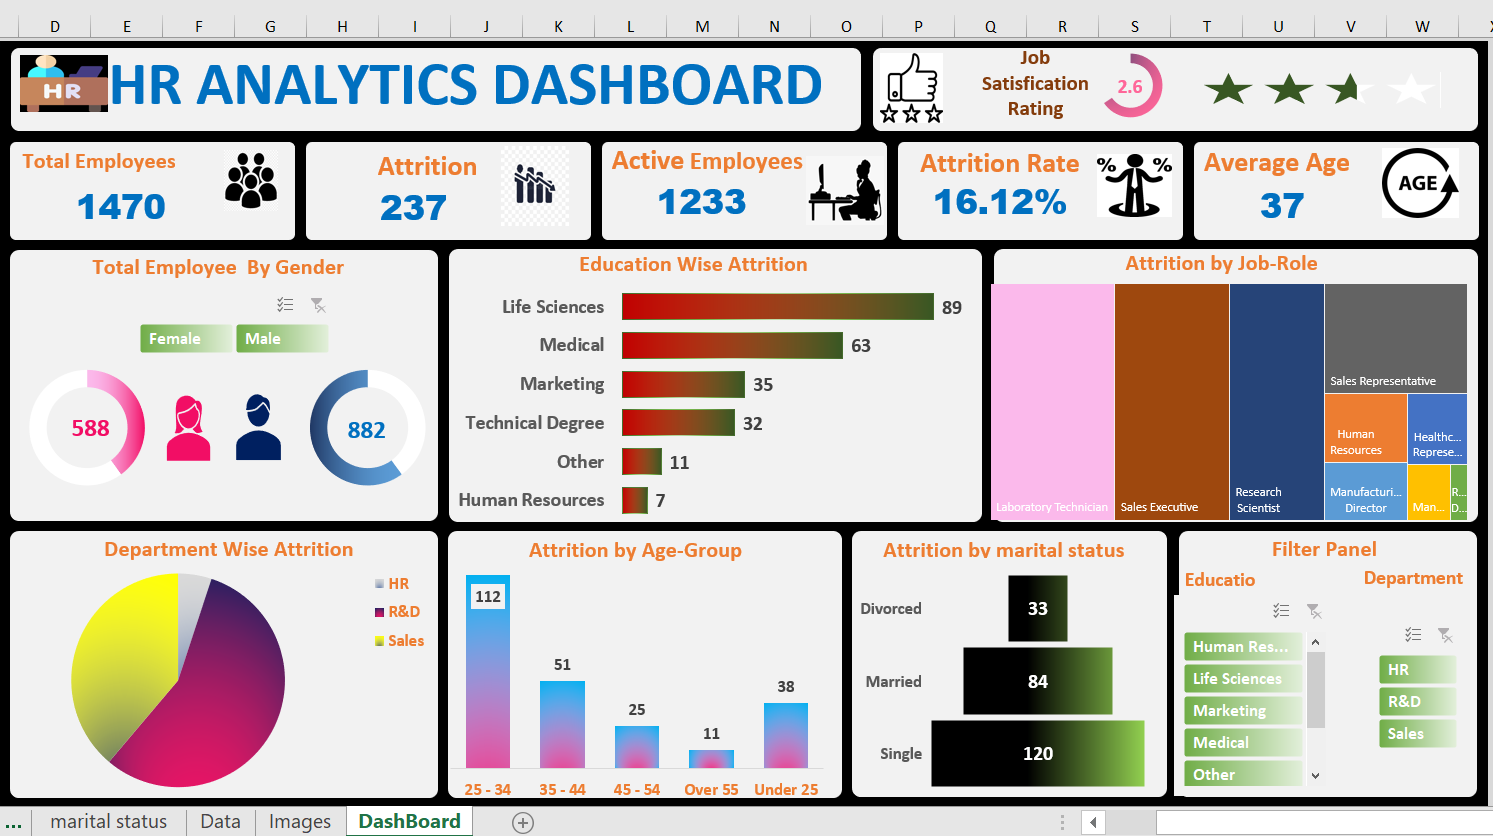 D E F G H I J K L M N O P Q R S T U V W
HR
HR ANALYTICS DASHBOARD
Job
Satisfication
Rating
2.6
Total Employees
1470
Attrition
237
Active Employees
1233
Attrition Rate
16.12%
% %
Average Age
37
AGE
Total Employee By Gender
Female
Male
588
882
Education Wise Attrition
Life Sciences 89
Medical 63
Marketing 35
Technical Degree 32
Other 11
Human Resources 7
Attrition by Job-Role
Laboratory Technician
Sales Executive
Research
Scientist
Sales Representative
Human
Resources
Healthc...
Represe...
Manufacturi...
Director
Man...
R...
D...
Department Wise Attrition
HR
R&D
Sales
Attrition by Age-Group
112
51
25
11
38
25 - 34
35 - 44
45 - 54
Over 55
Under 25
Attrition by marital status
Divorced 33
Married 84
Single 120
Filter Panel
Educatio
Human Res...
Life Sciences
Marketing
Medical
Other
Department
HR
R&D
Sales
... marital status Data Images DashBoard